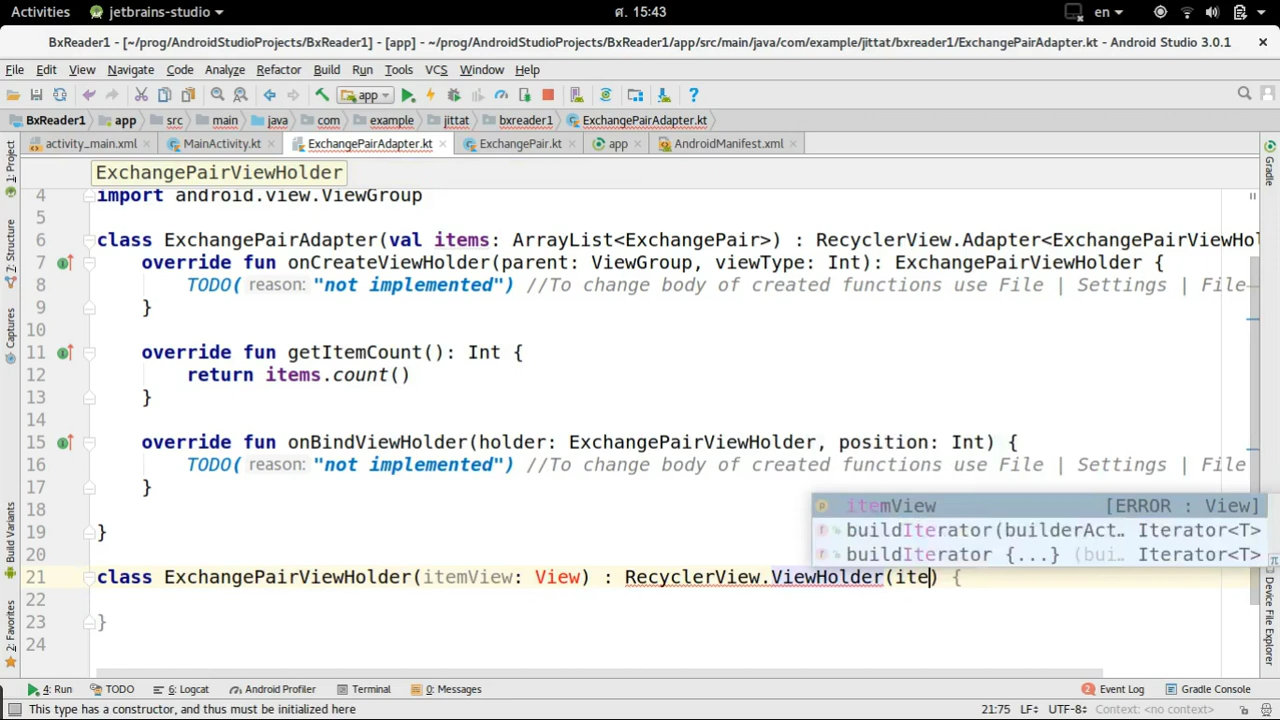 Activities jetbrains-studio ศ. 15:43 en
BxReader1 - [~/prog/AndroidStudioProjects/BxReader1] - [app] - ~/prog/AndroidStudioProjects/BxReader1/app/src/main/java/com/example/jittat/bxreader1/ExchangePairAdapter.kt - Android Studio 3.0.1
File Edit View Navigate Code Analyze Refactor Build Run Tools VCS Window Help
app
BxReader1 app src main java com example jittat bxreader1 ExchangePairAdapter.kt
activity_main.xml MainActivity.kt ExchangePairAdapter.kt ExchangePair.kt app AndroidManifest.xml
ExchangePairViewHolder
4 import android.view.ViewGroup
5
6 class ExchangePairAdapter(val items: ArrayList<ExchangePair>) : RecyclerView.Adapter<ExchangePairViewHol
7 override fun onCreateViewHolder(parent: ViewGroup, viewType: Int): ExchangePairViewHolder {
8 TODO( reason: "not implemented") //To change body of created functions use File | Settings | File
9 }
10
11 override fun getItemCount(): Int {
12 return items.count()
13 }
14
15 override fun onBindViewHolder(holder: ExchangePairViewHolder, position: Int) {
16 TODO( reason: "not implemented") //To change body of created functions use File | Settings | File
17 }
18
19 }
20
21 class ExchangePairViewHolder(itemView: View) : RecyclerView.ViewHolder(ite) {
22
23 }
24
itemView [ERROR : View]
buildIterator(builderAct… Iterator<T>
buildIterator {...} (bui… Iterator<T>
1: Project
7: Structure
Captures
Build Variants
2: Favorites
Gradle
Device File Explorer
4: Run TODO 6: Logcat Android Profiler Terminal 0: Messages 2 Event Log Gradle Console
This type has a constructor, and thus must be initialized here 21:75 LF÷ UTF-8÷ Context: <no context>